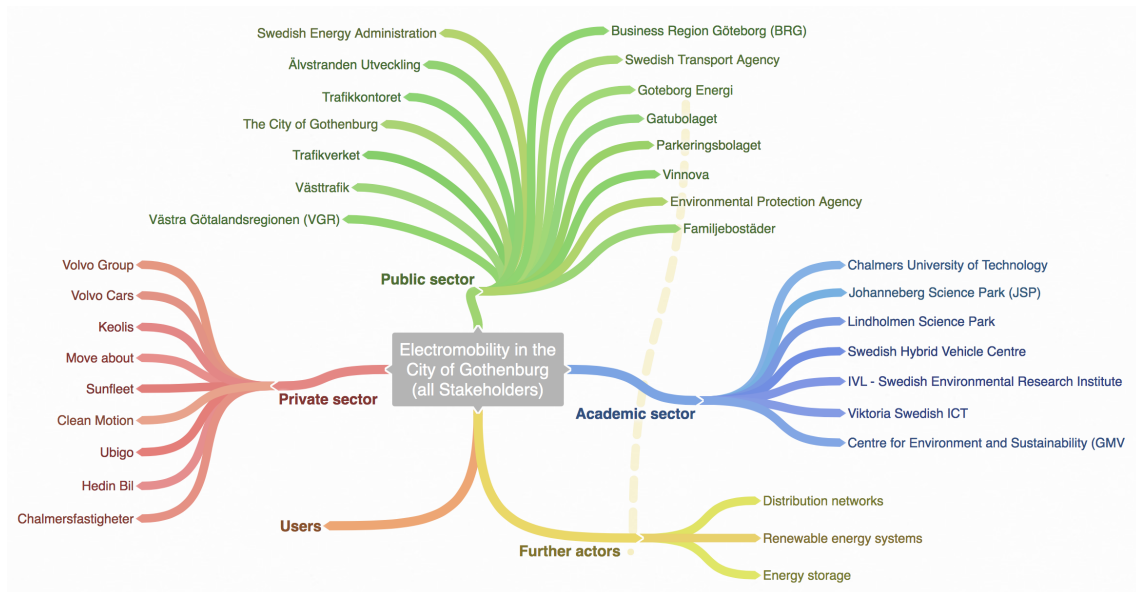 Swedish Energy Administration
Älvstranden Utveckling
Trafikkontoret
The City of Gothenburg
Trafikverket
Västtrafik
Västra Götalandsregionen (VGR)
Business Region Göteborg (BRG)
Swedish Transport Agency
Goteborg Energi
Gatubolaget
Parkeringsbolaget
Vinnova
Environmental Protection Agency
Familjebostäder
Public sector
Volvo Group
Volvo Cars
Keolis
Move about
Sunfleet
Clean Motion
Ubigo
Hedin Bil
Chalmersfastigheter
Private sector
Electromobility in the
City of Gothenburg
(all Stakeholders)
Academic sector
Chalmers University of Technology
Johanneberg Science Park (JSP)
Lindholmen Science Park
Swedish Hybrid Vehicle Centre
IVL - Swedish Environmental Research Institute
Viktoria Swedish ICT
Centre for Environment and Sustainability (GMV
Users
Further actors
Distribution networks
Renewable energy systems
Energy storage